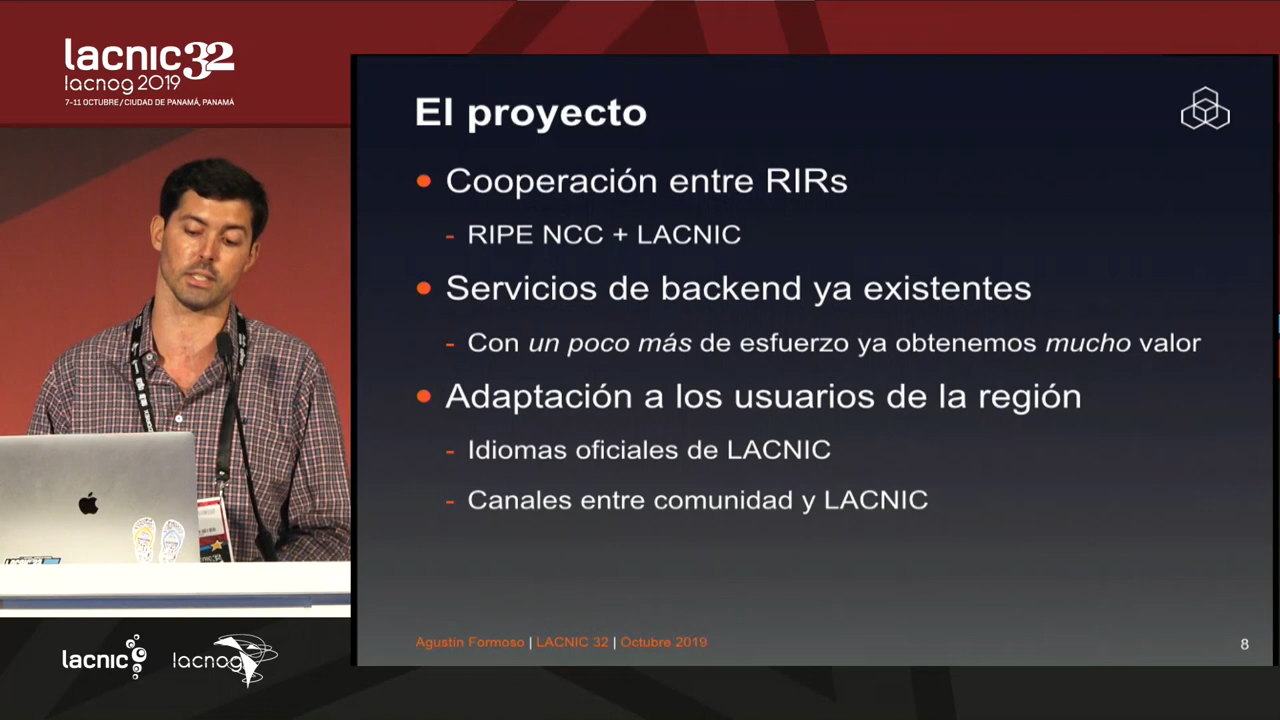 lacnic32
lacnog 2019
7-11 OCTUBRE / CIUDAD DE PANAMÁ, PANAMÁ
El proyecto
• Cooperación entre RIRs
- RIPE NCC + LACNIC
• Servicios de backend ya existentes
- Con un poco más de esfuerzo ya obtenemos mucho valor
• Adaptación a los usuarios de la región
- Idiomas oficiales de LACNIC
- Canales entre comunidad y LACNIC
Agustín Formoso | LACNIC 32 | Octubre 2019
8
LACNIC 32
lacnic
lacnog